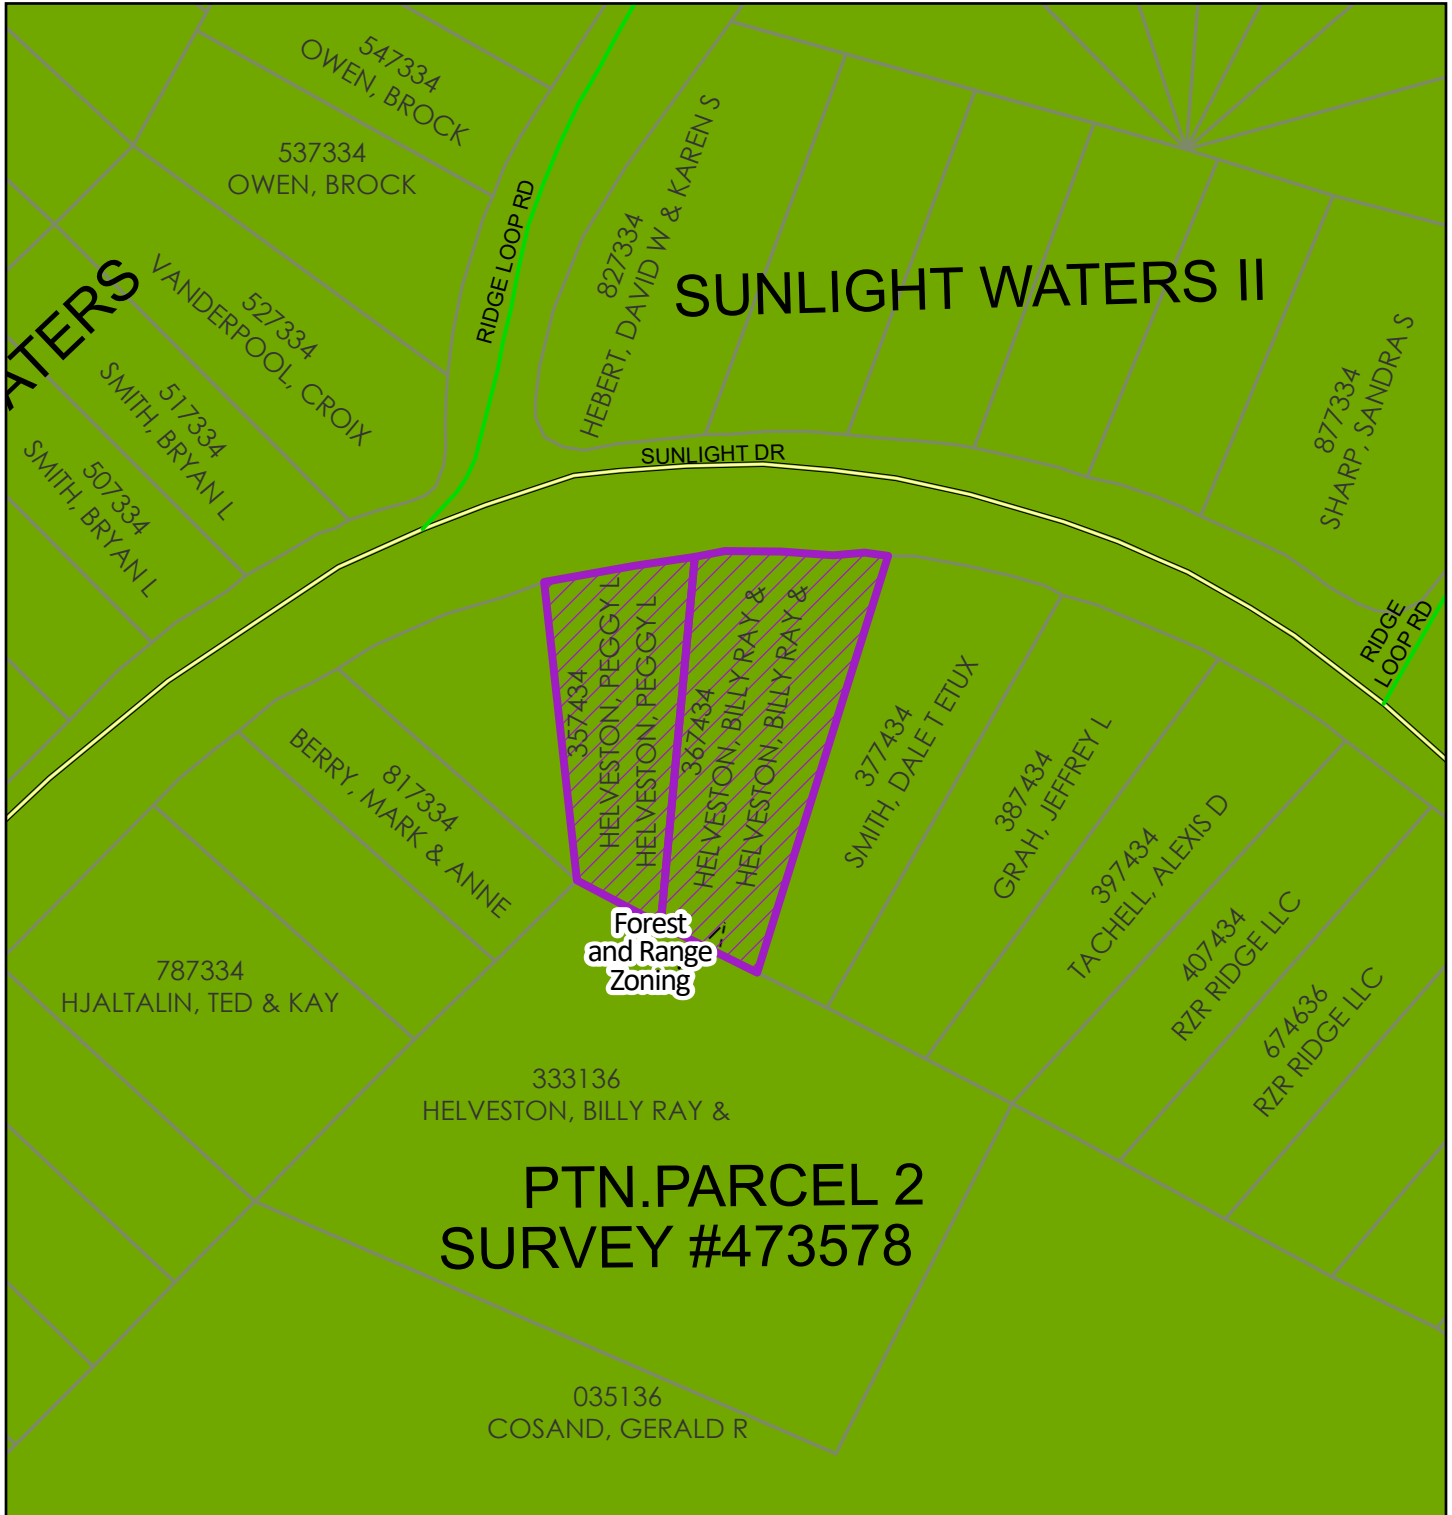 547334
OWEN, BROCK
537334
OWEN, BROCK
RIDGE LOOP RD
827334
HEBERT, DAVID W & KAREN S
SUNLIGHT WATERS II
ATERS
527334
VANDERPOOL, CROIX
517334
SMITH, BRYAN L
507334
SMITH, BRYAN L
877334
SHARP, SANDRA S
SUNLIGHT DR
RIDGE
LOOP RD
357434
HELVESTON, PEGGY L
HELVESTON, PEGGY L
367434
HELVESTON, BILLY RAY &
HELVESTON, BILLY RAY &
377434
SMITH, DALE T ETUX
387434
GRAH, JEFFREY L
397434
TACHELL, ALEXIS D
407434
RZR RIDGE LLC
674636
RZR RIDGE LLC
817334
BERRY, MARK & ANNE
787334
HJALTALIN, TED & KAY
Forest
and Range
Zoning
333136
HELVESTON, BILLY RAY &
PTN.PARCEL 2
SURVEY #473578
035136
COSAND, GERALD R